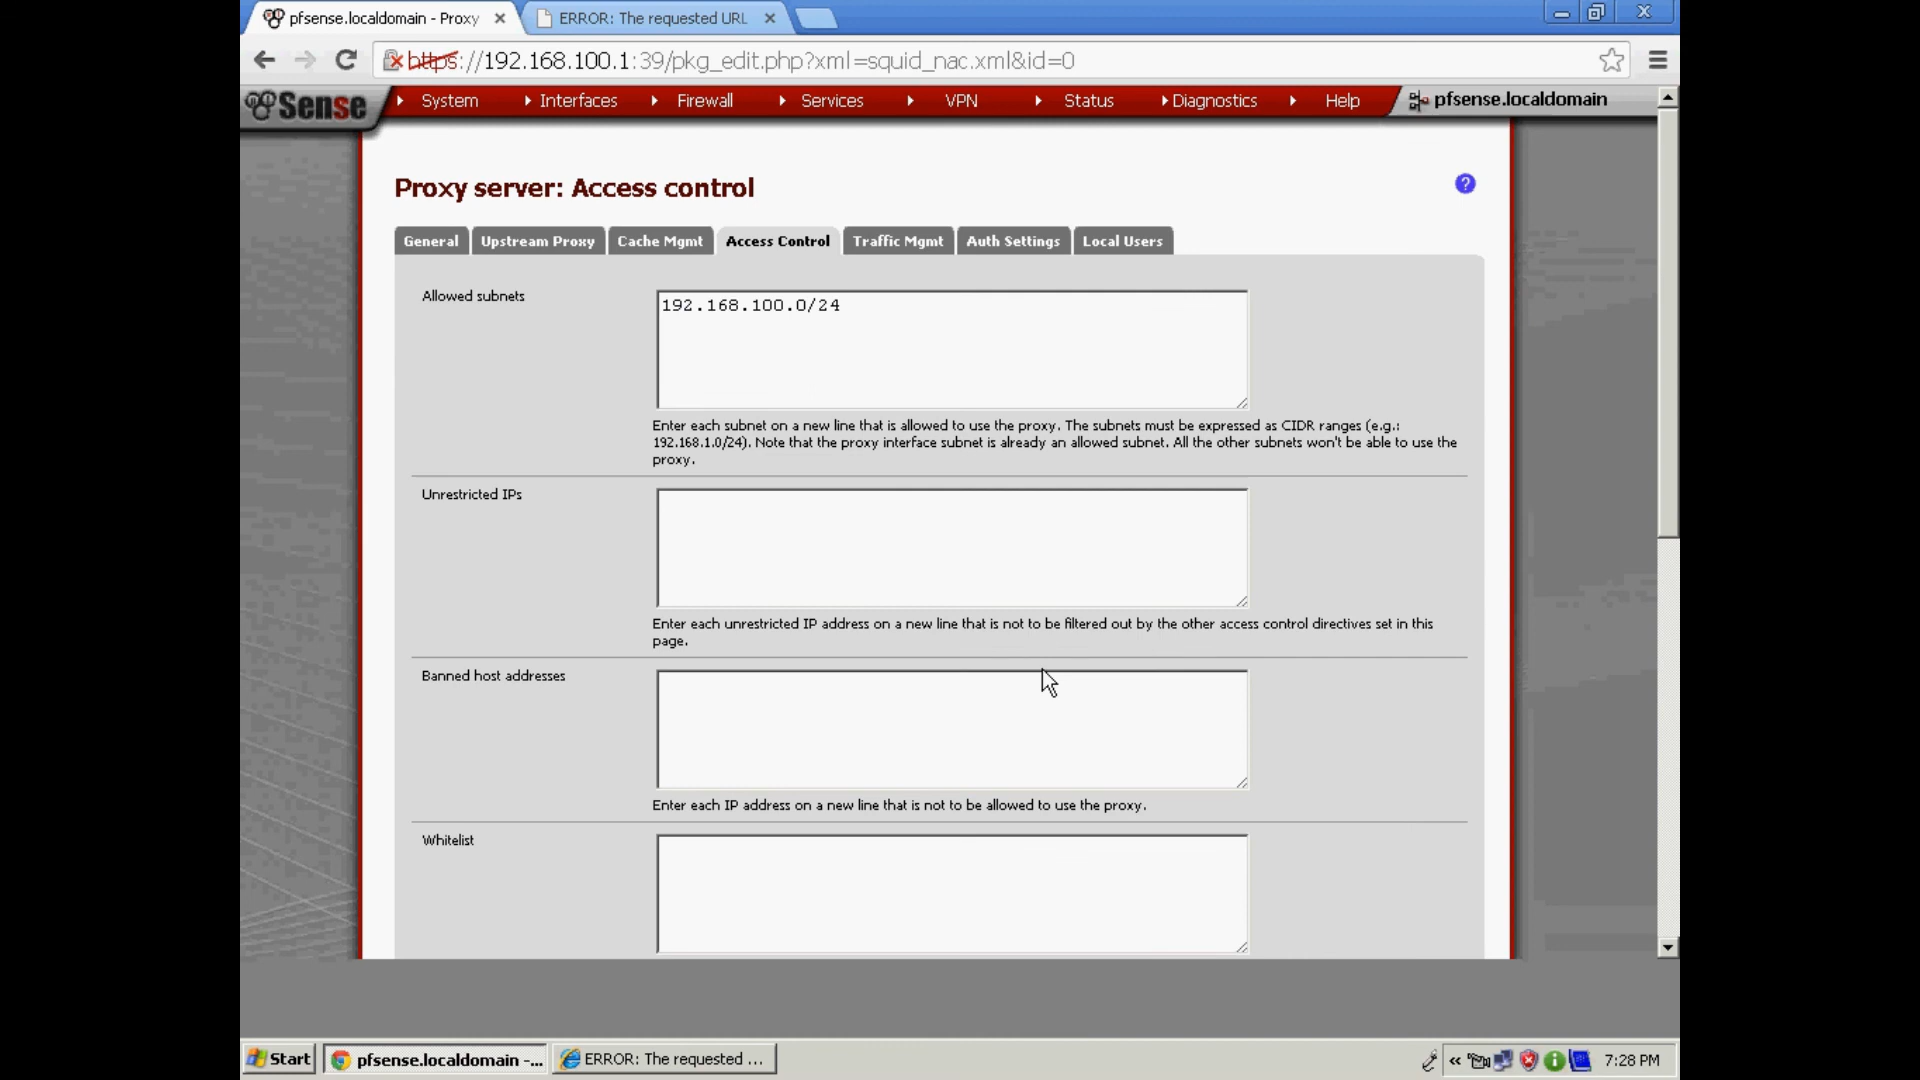 pfsense.localdomain - Proxy
ERROR: The requested URL
https://192.168.100.1:39/pkg_edit.php?xml=squid_nac.xml&id=0
Sense
System
Interfaces
Firewall
Services
VPN
Status
Diagnostics
Help
pfsense.localdomain
Proxy server: Access control
?
General
Upstream Proxy
Cache Mgmt
Access Control
Traffic Mgmt
Auth Settings
Local Users
Allowed subnets
192.168.100.0/24
Enter each subnet on a new line that is allowed to use the proxy. The subnets must be expressed as CIDR ranges (e.g.:
192.168.1.0/24). Note that the proxy interface subnet is already an allowed subnet. All the other subnets won't be able to use the
proxy.
Unrestricted IPs
Enter each unrestricted IP address on a new line that is not to be filtered out by the other access control directives set in this
page.
Banned host addresses
Enter each IP address on a new line that is not to be allowed to use the proxy.
Whitelist
Start
pfsense.localdomain -...
ERROR: The requested ...
7:28 PM